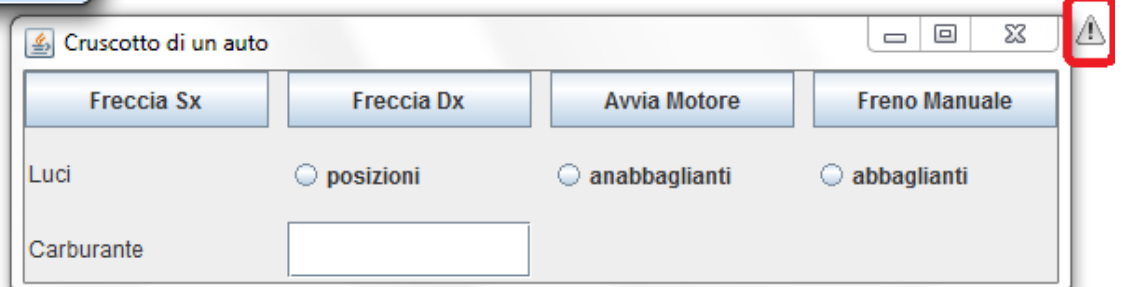 Cruscotto di un auto
Freccia Sx Freccia Dx Avvia Motore Freno Manuale
Luci posizioni anabbaglianti abbaglianti
Carburante